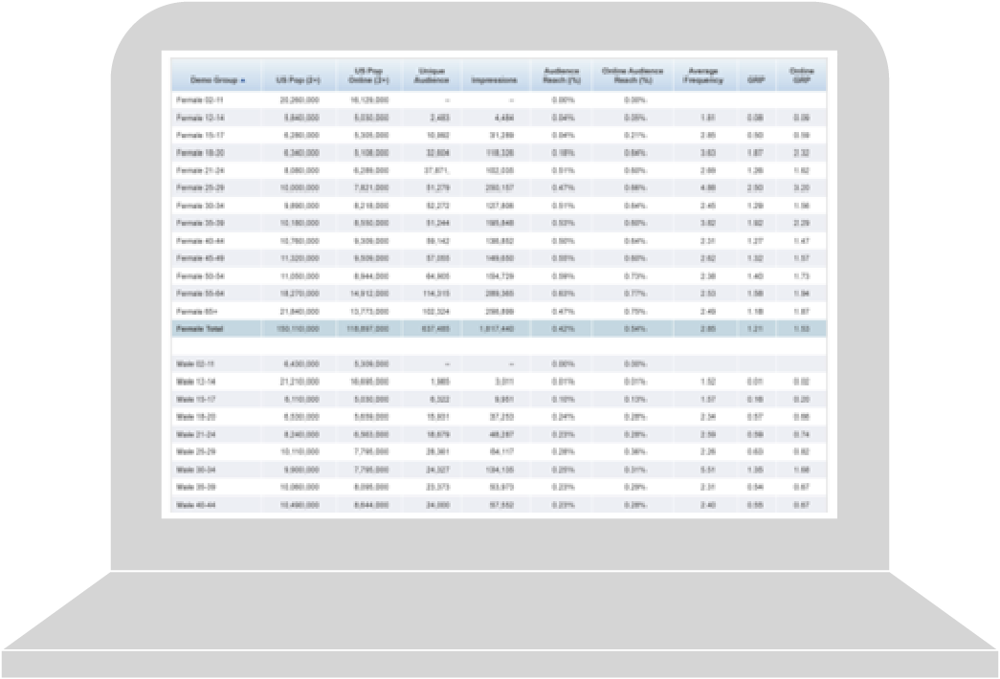 Demo Group US Pop (2+) US Pop Online (2+) Unique Audience Impressions Audience Reach (%) Online Audience Reach (%) Average Frequency GRP Online GRP
Female 02-11 20,260,000 16,129,000 – – 0.00% 0.00%
Female 12-14 5,840,000 5,030,000 2,483 4,484 0.04% 0.05% 1.81 0.08 0.09
Female 15-17 6,280,000 5,305,000 31,289 0.21% 2.85 0.50 0.59
Female 18-20 6,340,000 5,108,000 32,604 118,326 0.64% 3.63 1.87 2.32
Female 21-24 8,080,000 6,289,000 102,035 0.60% 2.69 1.26 1.62
Female 25-29 10,000,000 7,821,000 51,279 250,157 0.47% 0.66% 4.88 2.50 3.20
Female 30-34 9,890,000 8,218,000 52,272 127,808 0.51% 0.64% 2.45 1.29 1.56
Female 35-39 10,180,000 8,550,000 51,244 195,848 0.53% 0.60% 3.82 1.92 2.29
Female 40-44 10,760,000 9,309,000 59,142 136,852 0.50% 0.64% 2.31 1.27 1.47
Female 45-49 11,320,000 9,509,000 57,055 149,650 0.55% 0.60% 2.62 1.32 1.57
Female 50-54 11,050,000 8,944,000 64,905 154,729 0.59% 0.73% 2.38 1.40 1.73
Female 55-64 18,270,000 14,912,000 114,315 289,365 0.63% 0.77% 2.53 1.58 1.94
Female 65+ 21,840,000 13,773,000 102,324 0.47% 0.75% 2.49 1.18 1.87
Female Total 150,110,000 118,897,000 637,485 1,817,440 0.42% 0.54% 2.85 1.21 1.53
Male 02-11 6,430,000 5,309,000 – – 0.00% 0.00%
Male 12-14 21,210,000 16,695,000 1,985 3,011 0.01% 0.01% 1.52 0.01 0.02
Male 15-17 6,110,000 5,030,000 6,322 9,951 0.10% 0.13% 1.57 0.16 0.20
Male 18-20 6,530,000 5,659,000 15,931 37,253 0.24% 0.28% 2.34 0.57 0.66
Male 21-24 8,240,000 6,563,000 18,679 48,287 0.23% 0.28% 2.59 0.59 0.74
Male 25-29 10,110,000 7,795,000 28,361 64,117 0.28% 0.36% 2.26 0.63 0.82
Male 30-34 9,900,000 7,795,000 24,327 134,135 0.25% 0.31% 5.51 1.35 1.68
Male 35-39 10,060,000 8,095,000 23,373 53,973 0.23% 0.29% 2.31 0.54 0.67
Male 40-44 10,490,000 8,644,000 24,000 57,552 0.23% 0.28% 2.40 0.55 0.67